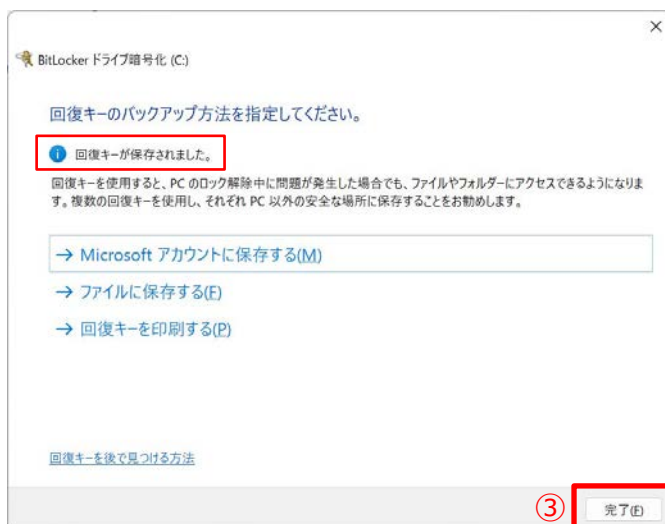 BitLocker ドライブ暗号化 (C:)
回復キーのバックアップ方法を指定してください。
回復キーが保存されました。
回復キーを使用すると、PC のロック解除中に問題が発生した場合でも、ファイルやフォルダーにアクセスできるようになりま
す。複数の回復キーを使用し、それぞれ PC 以外の安全な場所に保存することをお勧めします。
→ Microsoft アカウントに保存する(M)
→ ファイルに保存する(F)
→ 回復キーを印刷する(P)
回復キーを後で見つける方法
③ 完了(F)